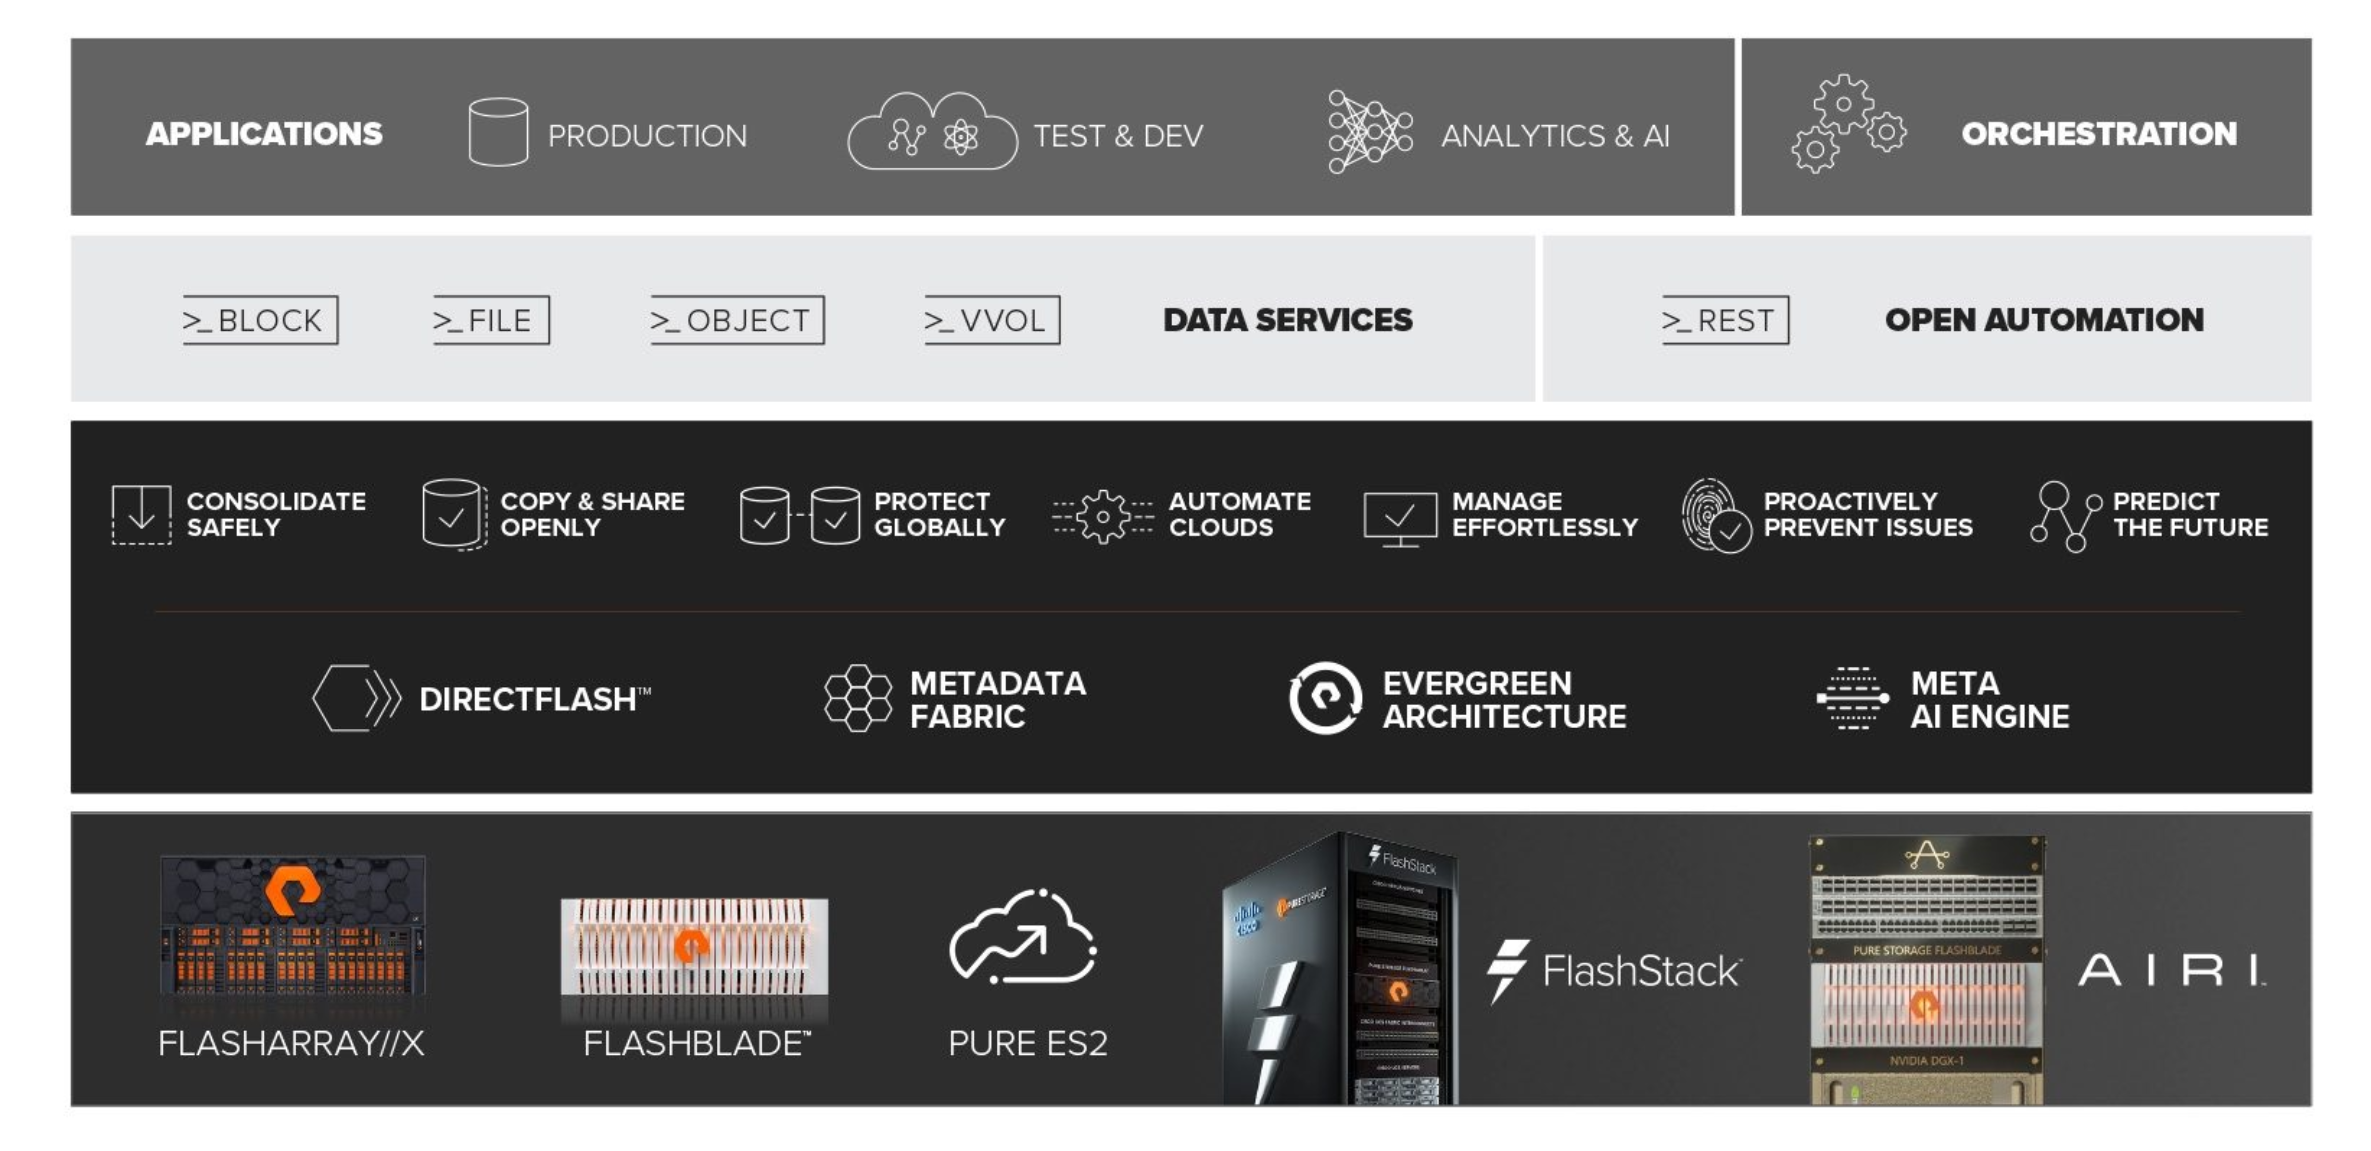 APPLICATIONS
PRODUCTION
TEST & DEV
ANALYTICS & AI
ORCHESTRATION
>_BLOCK
>_FILE
>_OBJECT
>_VVOL
DATA SERVICES
>_REST
OPEN AUTOMATION
CONSOLIDATE
SAFELY
COPY & SHARE
OPENLY
PROTECT
GLOBALLY
AUTOMATE
CLOUDS
MANAGE
EFFORTLESSLY
PROACTIVELY
PREVENT ISSUES
PREDICT
THE FUTURE
DIRECTFLASH™
METADATA
FABRIC
EVERGREEN
ARCHITECTURE
META
AI ENGINE
FLASHARRAY//X
FLASHBLADE™
PURE ES2
FlashStack
CISCO
PURESTORAGE
FlashStack
PURE STORAGE FLASHBLADE
NVIDIA DGX-1
AIRI